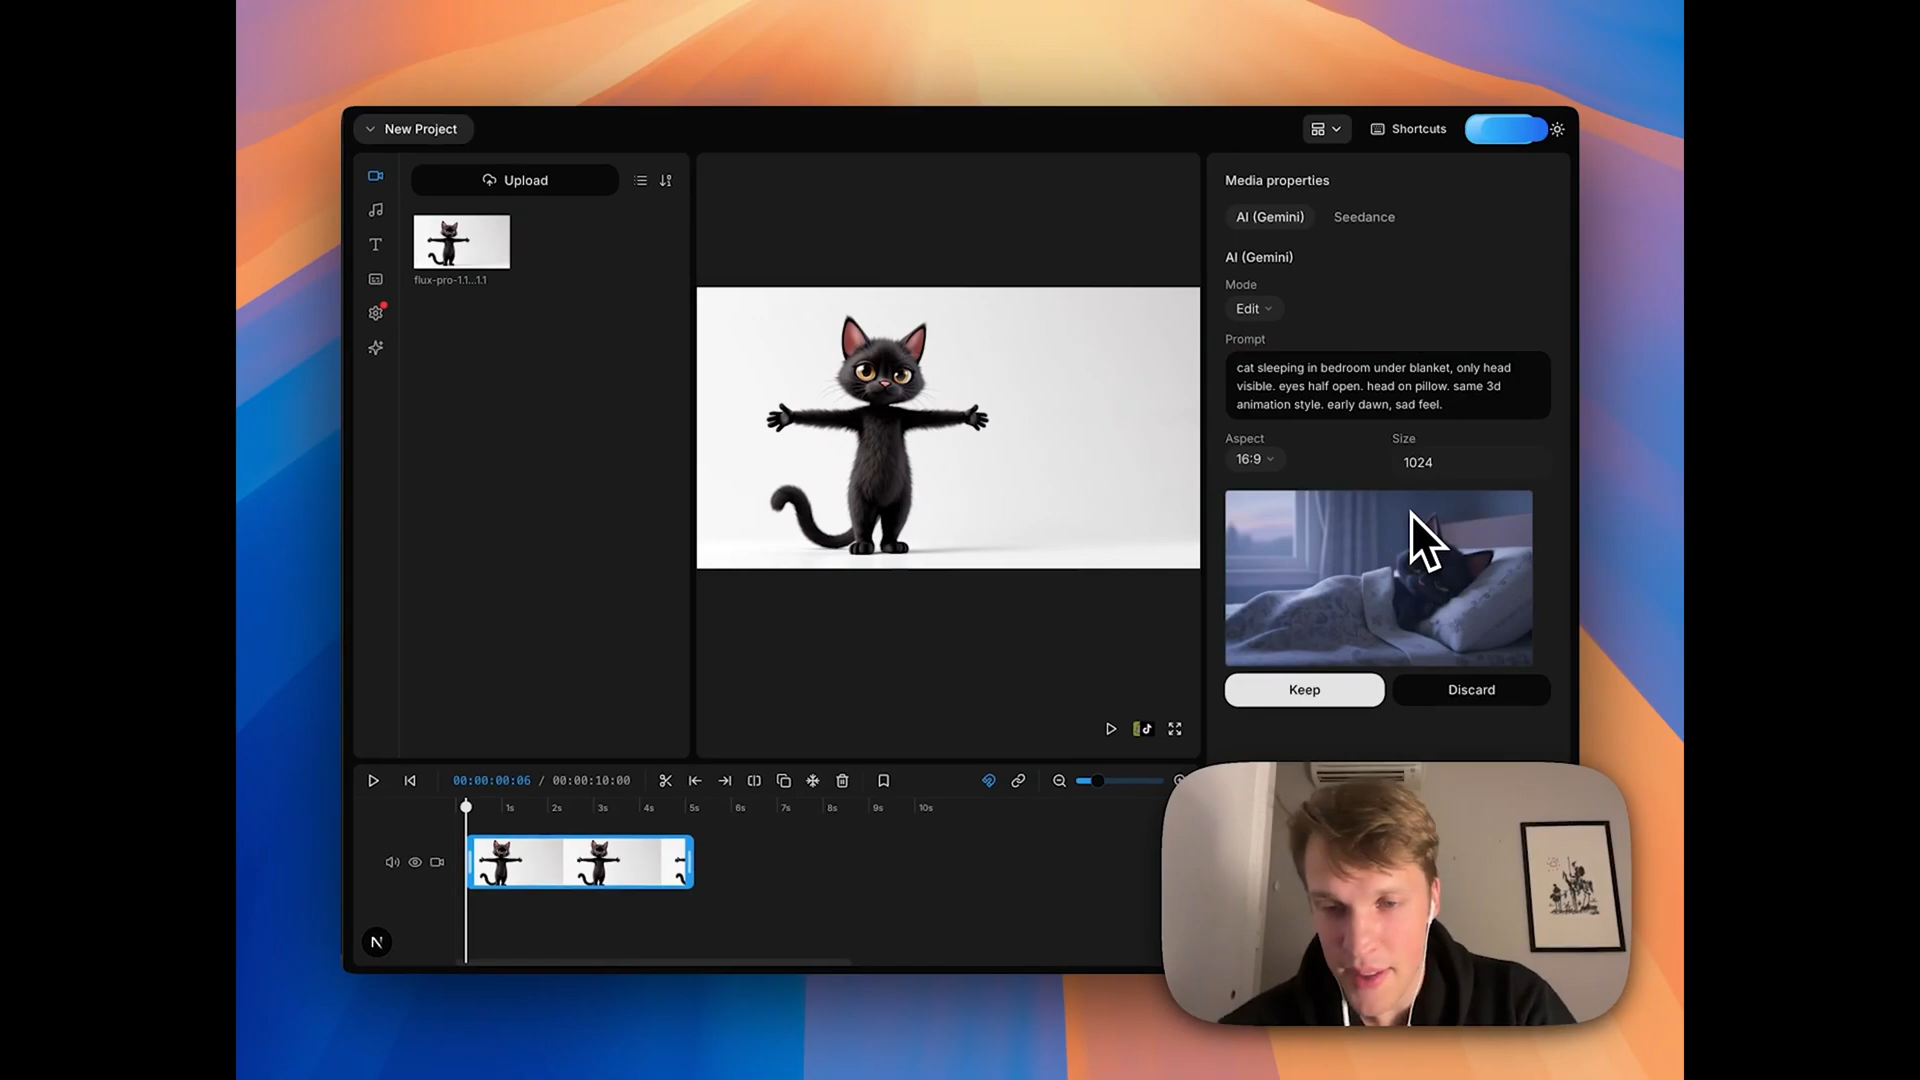 New Project
Shortcuts
Upload
flux-pro-1.1...1.1
Media properties
AI (Gemini)
Seedance
AI (Gemini)
Mode
Edit
Prompt
cat sleeping in bedroom under blanket, only head
visible. eyes half open. head on pillow. same 3d
animation style. early dawn, sad feel.
Aspect
Size
16:9
1024
Keep
Discard
00:00:00:06 / 00:00:10:00
1s 2s 3s 4s 5s 6s 7s 8s 9s 10s
N